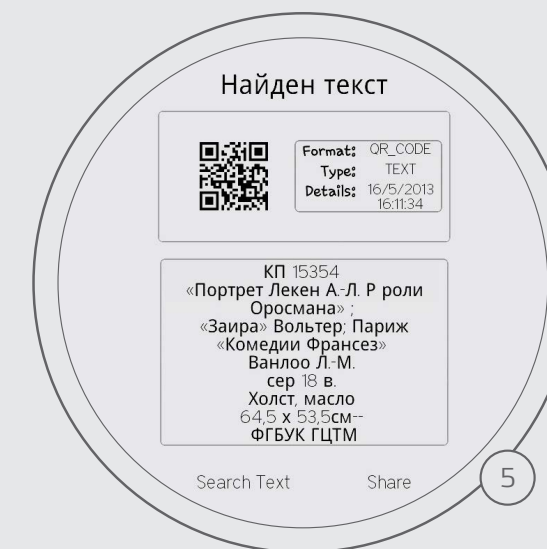 Найден текст
Format: QR_CODE
Type: TEXT
Details: 16/5/2013
16:11:34
КП 15354
«Портрет Лекен А.-Л. Р роли
Оросмана» ;
«Заира» Вольтер; Париж
«Комедии Франсез»
Ванлоо Л.-М.
сер 18 в.
Холст, масло
64,5 х 53,5см--
ФГБУК ГЦТМ
Search Text Share
5